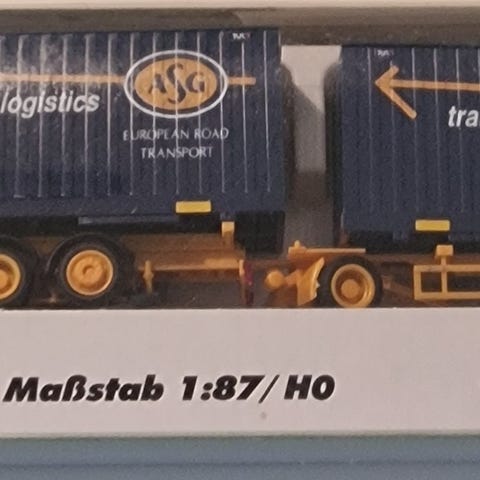 logistics
ASG
EUROPEAN ROAD
TRANSPORT
tra
Maßstab 1:87/H0